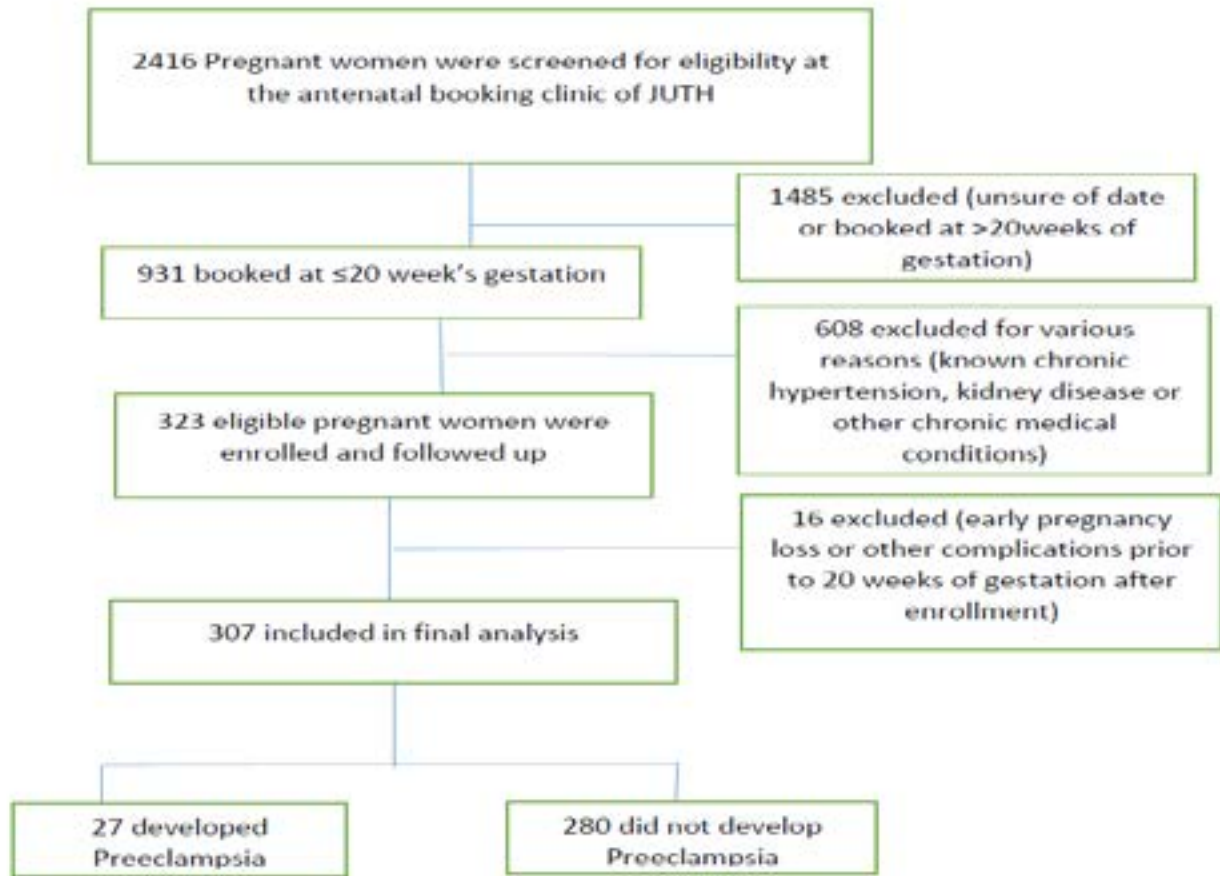 2416 Pregnant women were screened for eligibility at
the antenatal booking clinic of JUTH
1485 excluded (unsure of date
or booked at >20weeks of
gestation)
931 booked at ≤20 week's gestation
608 excluded for various
reasons (known chronic
hypertension, kidney disease or
other chronic medical
conditions)
323 eligible pregnant women were
enrolled and followed up
16 excluded (early pregnancy
loss or other complications prior
to 20 weeks of gestation after
enrollment)
307 included in final analysis
27 developed
Preeclampsia
280 did not develop
Preeclampsia